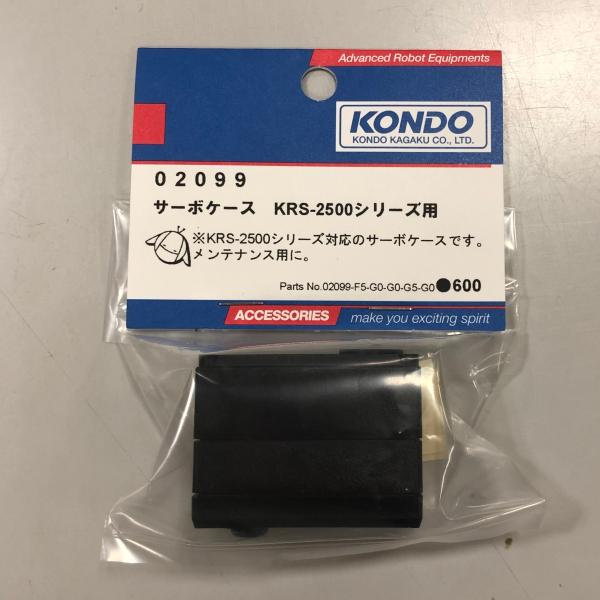 Advanced Robot Equipments
KONDO
KONDO KAGAKU CO., LTD.
02099
サーボケース KRS-2500シリーズ用
※KRS-2500シリーズ対応のサーボケースです。
メンテナンス用に。
Parts No.02099-F5-G0-G0-G5-G0●600
ACCESSORIES make you exciting spirit